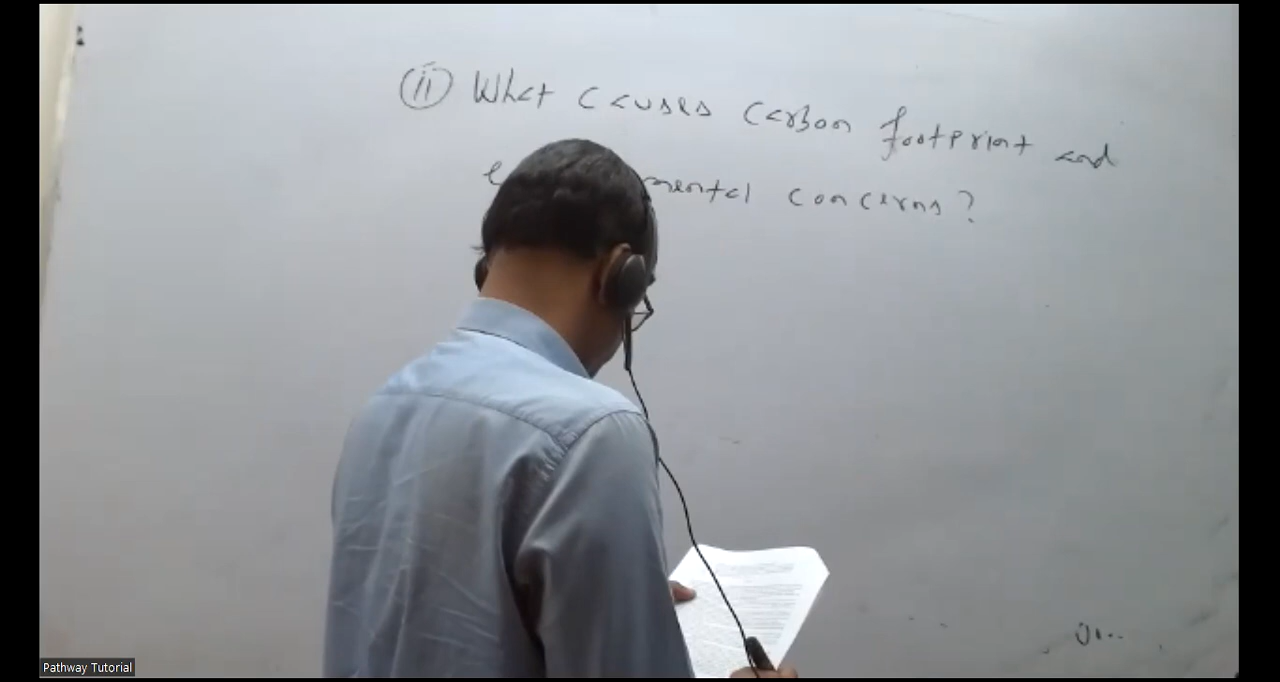 (ii) What causes carbon footprint and
mental concerns?
Pathway Tutorial